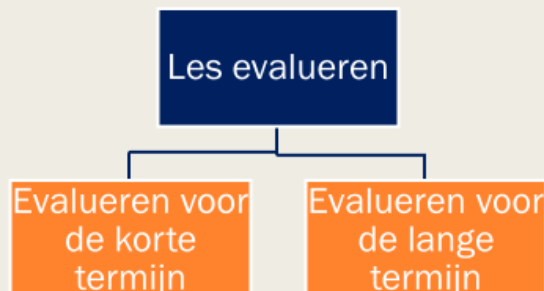 Les evalueren
Evalueren voor
de korte
termijn
Evalueren voor
de lange
termijn